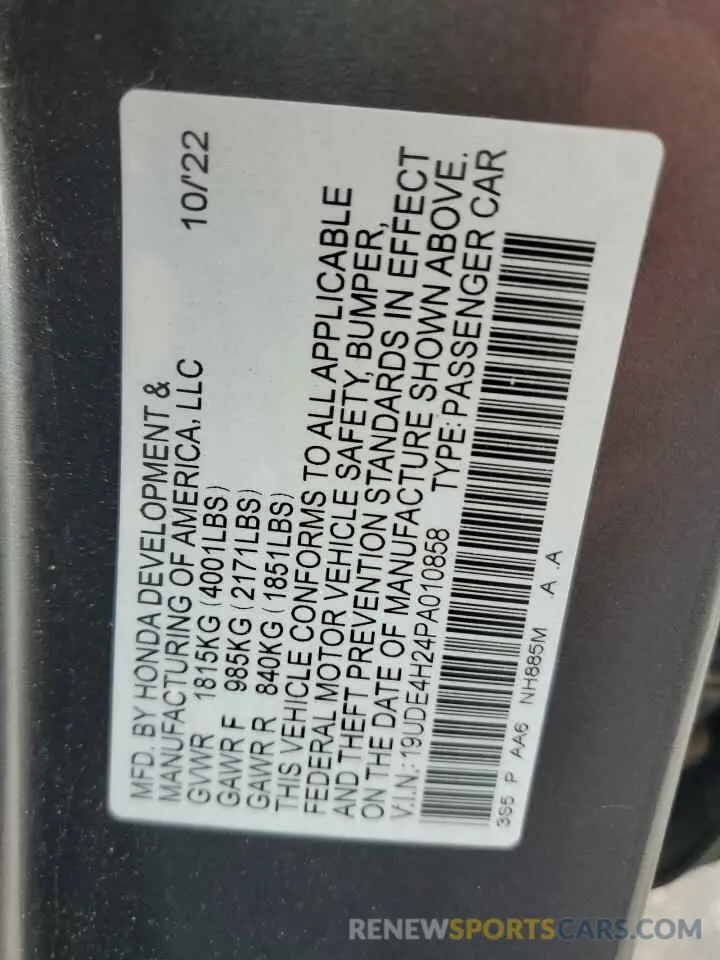 MFD. BY HONDA DEVELOPMENT &
MANUFACTURING OF AMERICA, LLC 10/'22
GVWR 1815KG (4001LBS)
GAWR F 985KG (2171LBS)
GAWR R 840KG (1851LBS)
THIS VEHICLE CONFORMS TO ALL APPLICABLE
FEDERAL MOTOR VEHICLE SAFETY, BUMPER,
AND THEFT PREVENTION STANDARDS IN EFFECT
ON THE DATE OF MANUFACTURE SHOWN ABOVE.
V.I.N.:19UDE4H24PA010858 TYPE:PASSENGER CAR
3S5 P AA6 NH885M .A .A
RENEWSPORTSCARS.COM